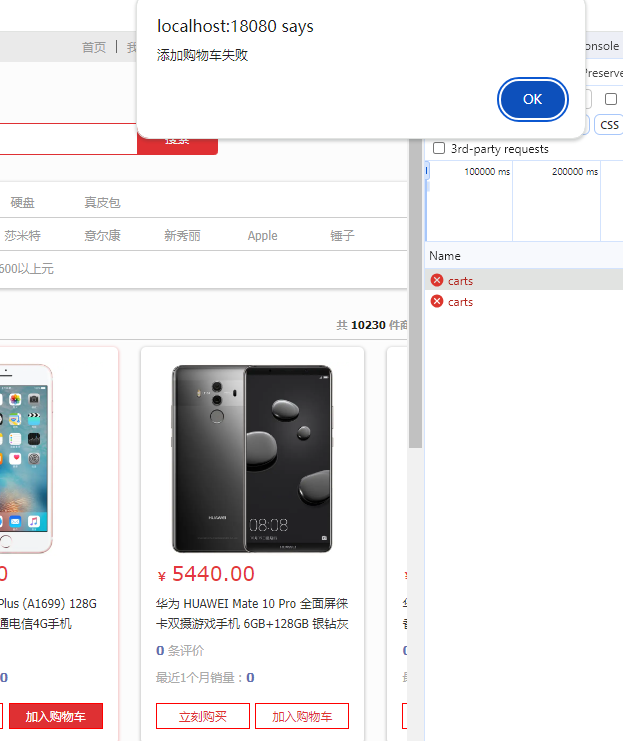 localhost:18080 says
添加购物车失败
OK
首页
我
搜索
onsole
Preserve
CSS
3rd-party requests
100000 ms
200000 ms
Name
carts
carts
硬盘
真皮包
莎米特
意尔康
新秀丽
Apple
锤子
600以上元
共 10230 件商
0
Plus (A1699) 128G
通电信4G手机
0
加入购物车
HUAWEI
08:08
¥ 5440.00
华为 HUAWEI Mate 10 Pro 全面屏徕
卡双摄游戏手机 6GB+128GB 银钻灰
0 条评价
最近1个月销量：0
立刻购买
加入购物车
¥